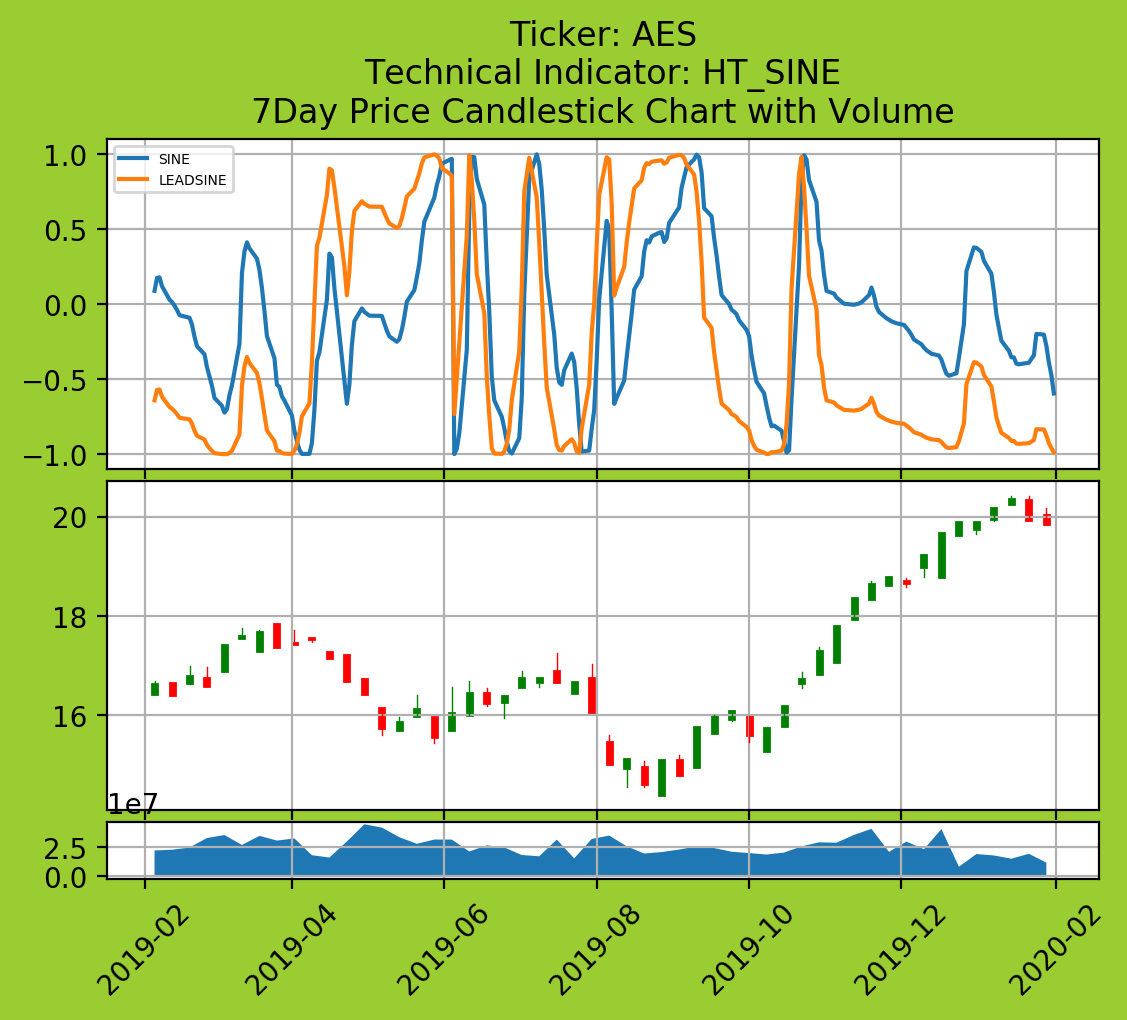 Ticker: AES
Technical Indicator: HT_SINE
7Day Price Candlestick Chart with Volume
SINE
LEADSINE
1.0
0.5
0.0
−0.5
−1.0
20
18
16
1e7
2.5
0.0
2019-02
2019-04
2019-06
2019-08
2019-10
2019-12
2020-02